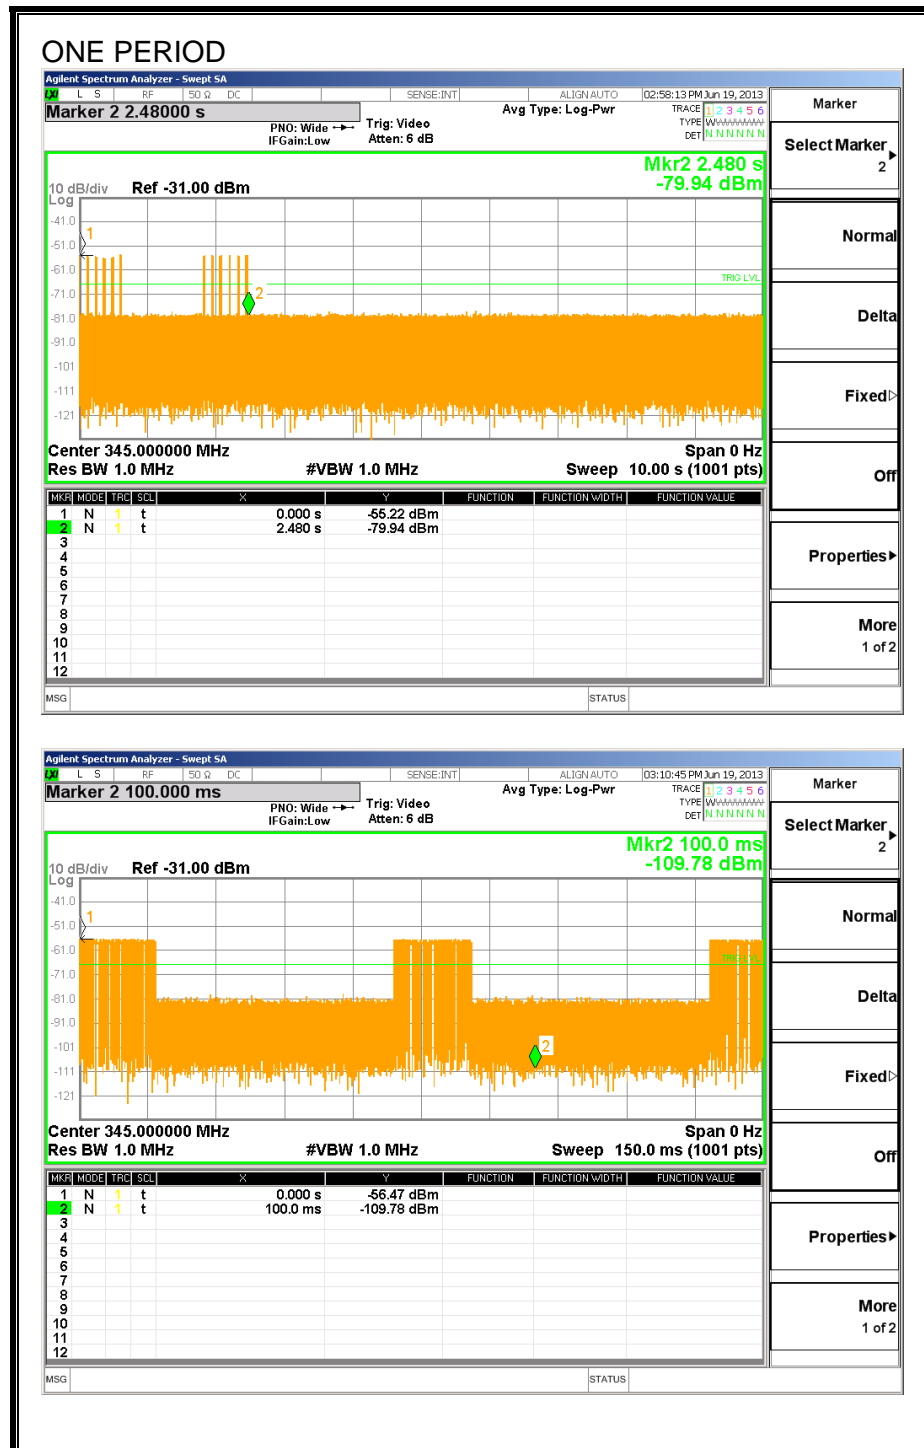 ONE PERIOD
Agilent Spectrum Analyzer - Swept SA
LXI L S RF 50 Ω DC SENSE:INT ALIGN AUTO 02:58:13 PM Jun 19, 2013
Marker 2 2.48000 s
PNO: Wide
IFGain:Low
Trig: Video
Atten: 6 dB
Avg Type: Log-Pwr
TRACE 1 2 3 4 5 6
TYPE
DET N N N N N N
Mkr2 2.480 s
-79.94 dBm
10 dB/div Ref -31.00 dBm
Log
-41.0
-51.0
-61.0
-71.0
-81.0
-91.0
-101
-111
-121
1
2
TRIG LVL
Center 345.000000 MHz Span 0 Hz
Res BW 1.0 MHz #VBW 1.0 MHz Sweep 10.00 s (1001 pts)
MKR MODE TRC SCL X Y FUNCTION FUNCTION WIDTH FUNCTION VALUE
1 N 1 t 0.000 s -55.22 dBm
2 N 1 t 2.480 s -79.94 dBm
3
4
5
6
7
8
9
10
11
12
MSG STATUS
Marker
Select Marker
2
Normal
Delta
Fixed
Off
Properties
More
1 of 2
Agilent Spectrum Analyzer - Swept SA
LXI L S RF 50 Ω DC SENSE:INT ALIGN AUTO 03:10:45 PM Jun 19, 2013
Marker 2 100.000 ms
PNO: Wide
IFGain:Low
Trig: Video
Atten: 6 dB
Avg Type: Log-Pwr
TRACE 1 2 3 4 5 6
TYPE
DET N N N N N N
Mkr2 100.0 ms
-109.78 dBm
10 dB/div Ref -31.00 dBm
Log
-41.0
-51.0
-61.0
-71.0
-81.0
-91.0
-101
-111
-121
1
2
TRIG LVL
Center 345.000000 MHz Span 0 Hz
Res BW 1.0 MHz #VBW 1.0 MHz Sweep 150.0 ms (1001 pts)
MKR MODE TRC SCL X Y FUNCTION FUNCTION WIDTH FUNCTION VALUE
1 N 1 t 0.000 s -56.47 dBm
2 N 1 t 100.0 ms -109.78 dBm
3
4
5
6
7
8
9
10
11
12
MSG STATUS
Marker
Select Marker
2
Normal
Delta
Fixed
Off
Properties
More
1 of 2